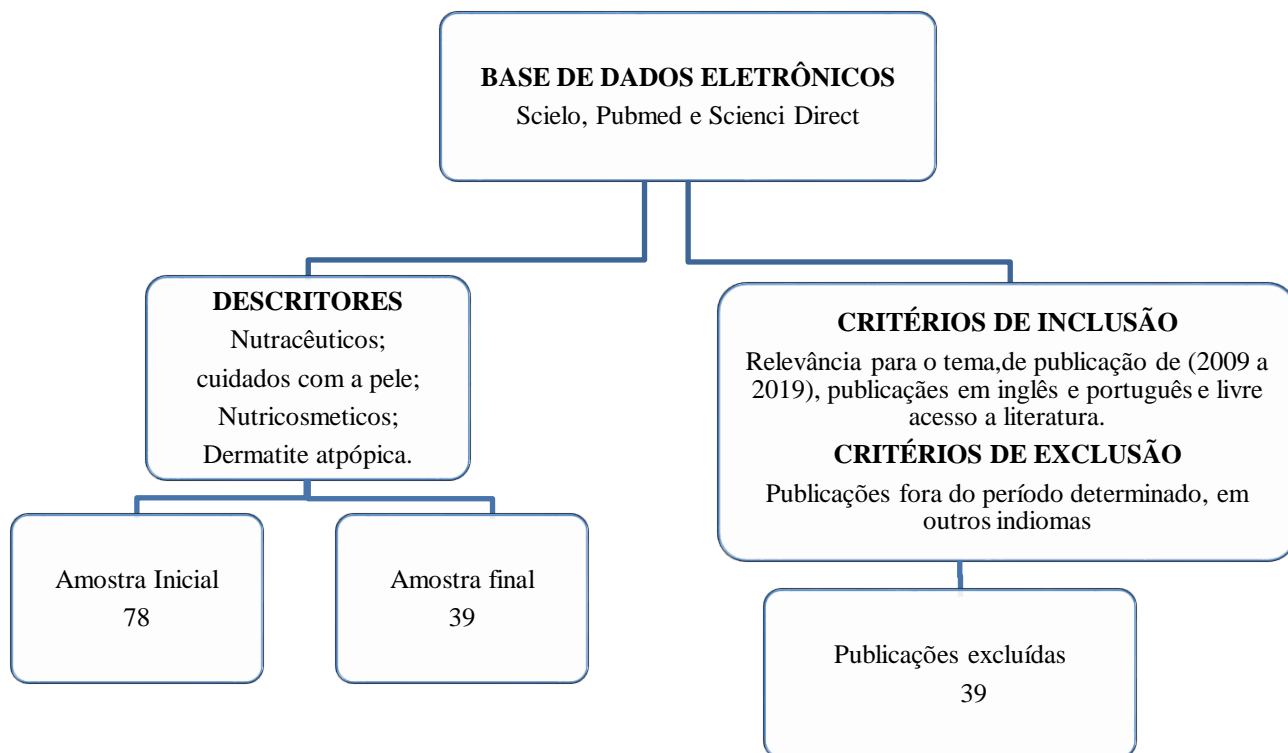 BASE DE DADOS ELETRÔNICOS
Scielo, Pubmed e Scienci Direct
DESCRITORES
Nutracêuticos;
cuidados com a pele;
Nutricosmeticos;
Dermatite atpópica.
Amostra Inicial
78
Amostra final
39
CRITÉRIOS DE INCLUSÃO
Relevância para o tema,de publicação de (2009 a
2019), publicaçães em inglês e português e livre
acesso a literatura.
CRITÉRIOS DE EXCLUSÃO
Publicações fora do período determinado, em
outros indiomas
Publicações excluídas
39